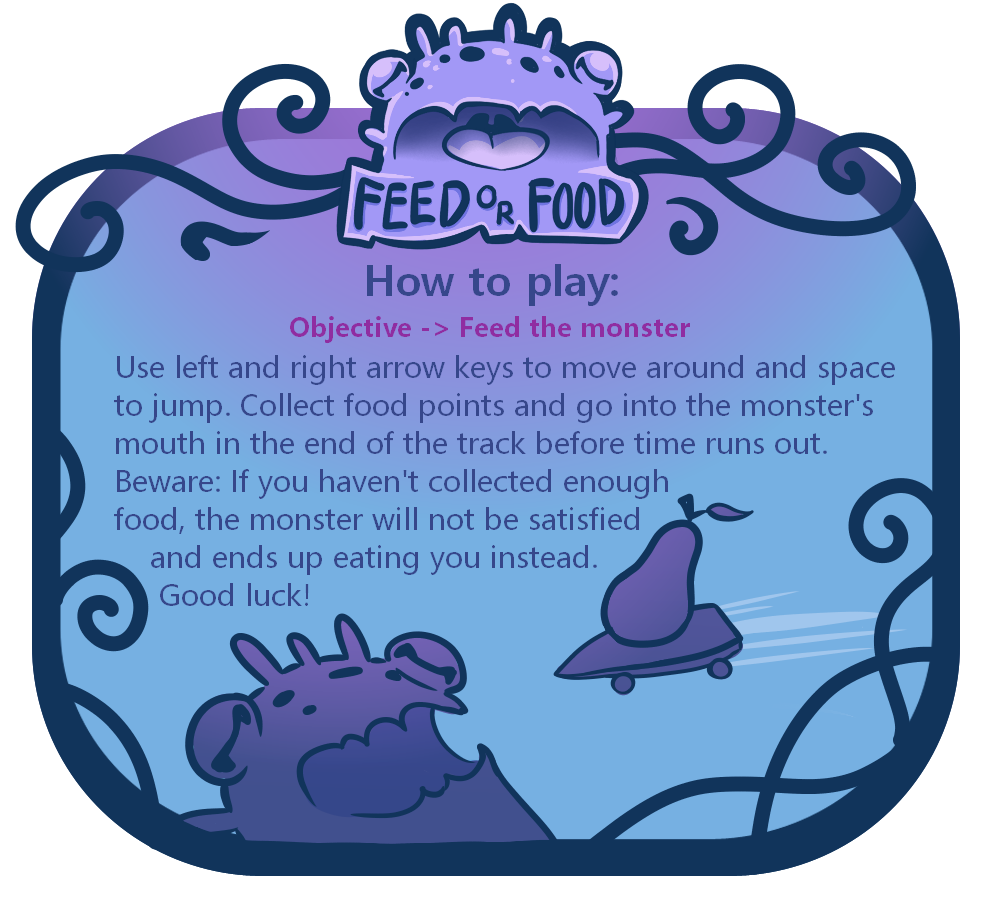 FEED OR FOOD
How to play:
Objective -> Feed the monster
Use left and right arrow keys to move around and space
to jump. Collect food points and go into the monster's
mouth in the end of the track before time runs out.
Beware: If you haven't collected enough
food, the monster will not be satisfied
and ends up eating you instead.
Good luck!